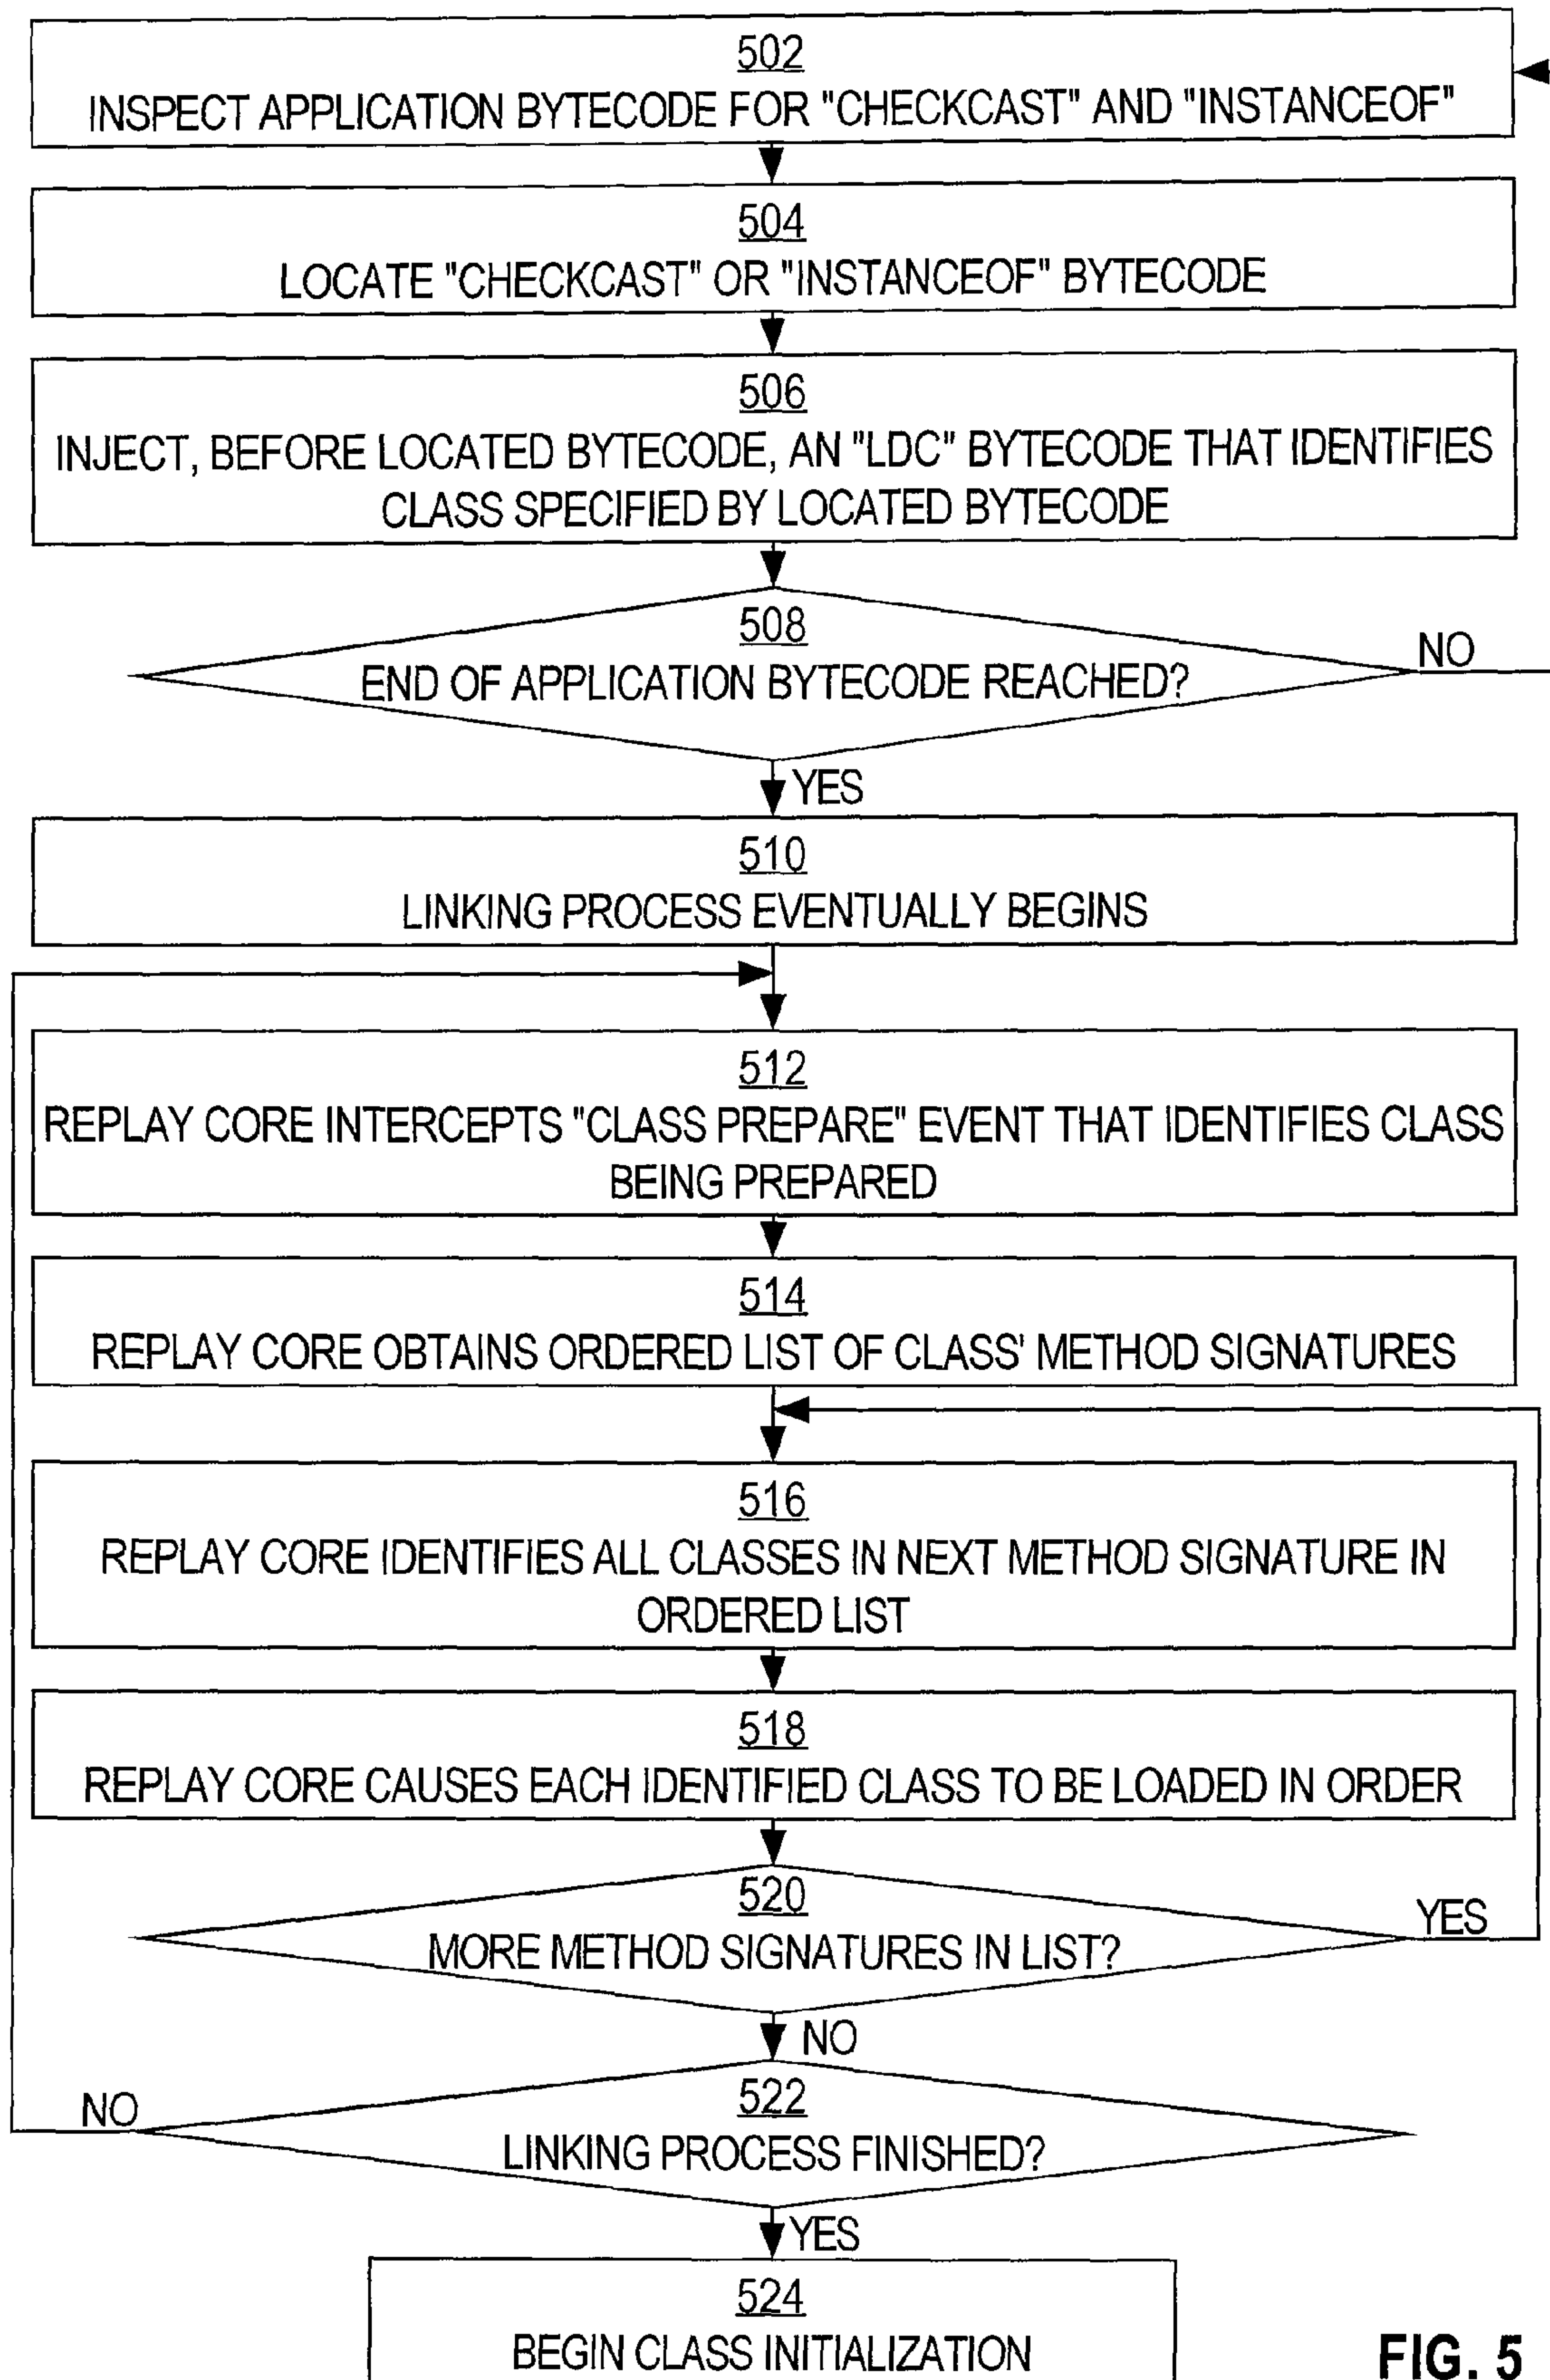 502
INSPECT APPLICATION BYTECODE FOR "CHECKCAST" AND "INSTANCEOF"
504
LOCATE "CHECKCAST" OR "INSTANCEOF" BYTECODE
506
INJECT, BEFORE LOCATED BYTECODE, AN "LDC" BYTECODE THAT IDENTIFIES
CLASS SPECIFIED BY LOCATED BYTECODE
508
END OF APPLICATION BYTECODE REACHED?
NO
YES
510
LINKING PROCESS EVENTUALLY BEGINS
512
REPLAY CORE INTERCEPTS "CLASS PREPARE" EVENT THAT IDENTIFIES CLASS
BEING PREPARED
514
REPLAY CORE OBTAINS ORDERED LIST OF CLASS' METHOD SIGNATURES
516
REPLAY CORE IDENTIFIES ALL CLASSES IN NEXT METHOD SIGNATURE IN
ORDERED LIST
518
REPLAY CORE CAUSES EACH IDENTIFIED CLASS TO BE LOADED IN ORDER
520
MORE METHOD SIGNATURES IN LIST?
YES
NO
522
LINKING PROCESS FINISHED?
NO
YES
524
BEGIN CLASS INITIALIZATION
FIG. 5